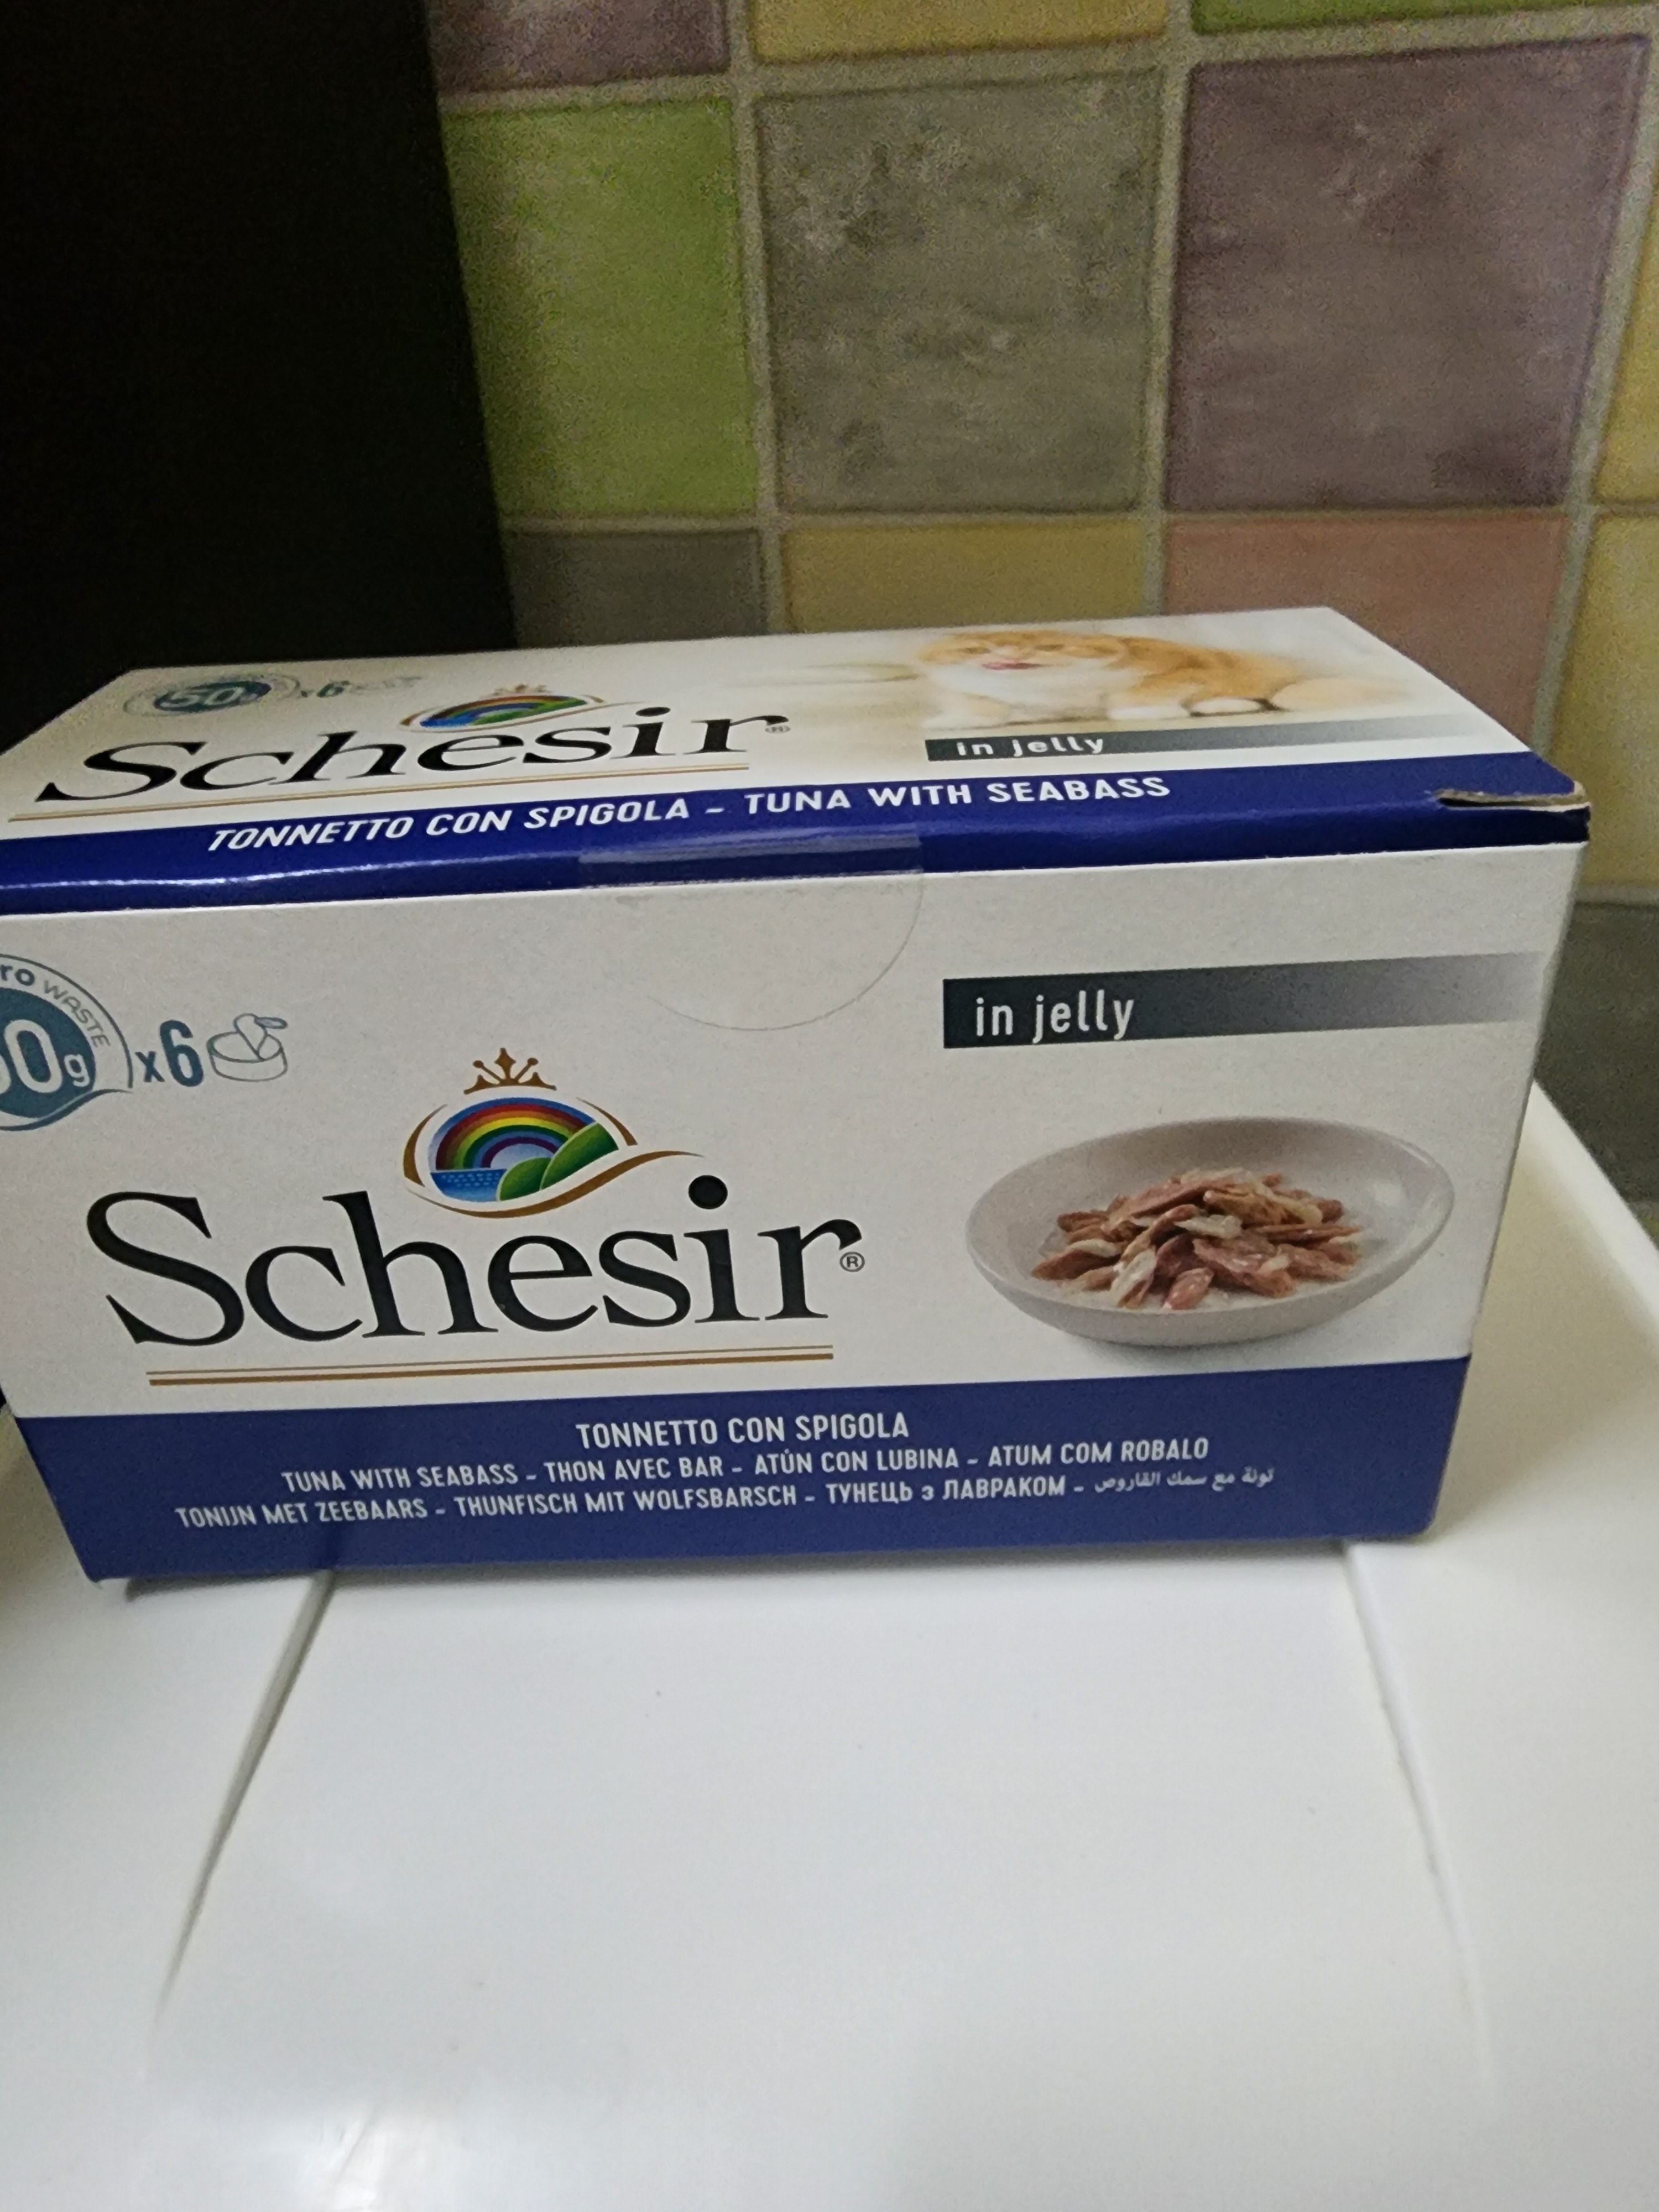 50g x6
Schesir®
in jelly
TONNETTO CON SPIGOLA - TUNA WITH SEABASS
WASTE
0g x6
in jelly
Schesir®
TONNETTO CON SPIGOLA
TUNA WITH SEABASS - THON AVEC BAR - ATÚN CON LUBINA - ATUM COM ROBALO
TONIJN MET ZEEBAARS - THUNFISCH MIT WOLFSBARSCH - ТУНЕЦЬ з ЛАВРАКОМ - تونة مع سمك القاروص